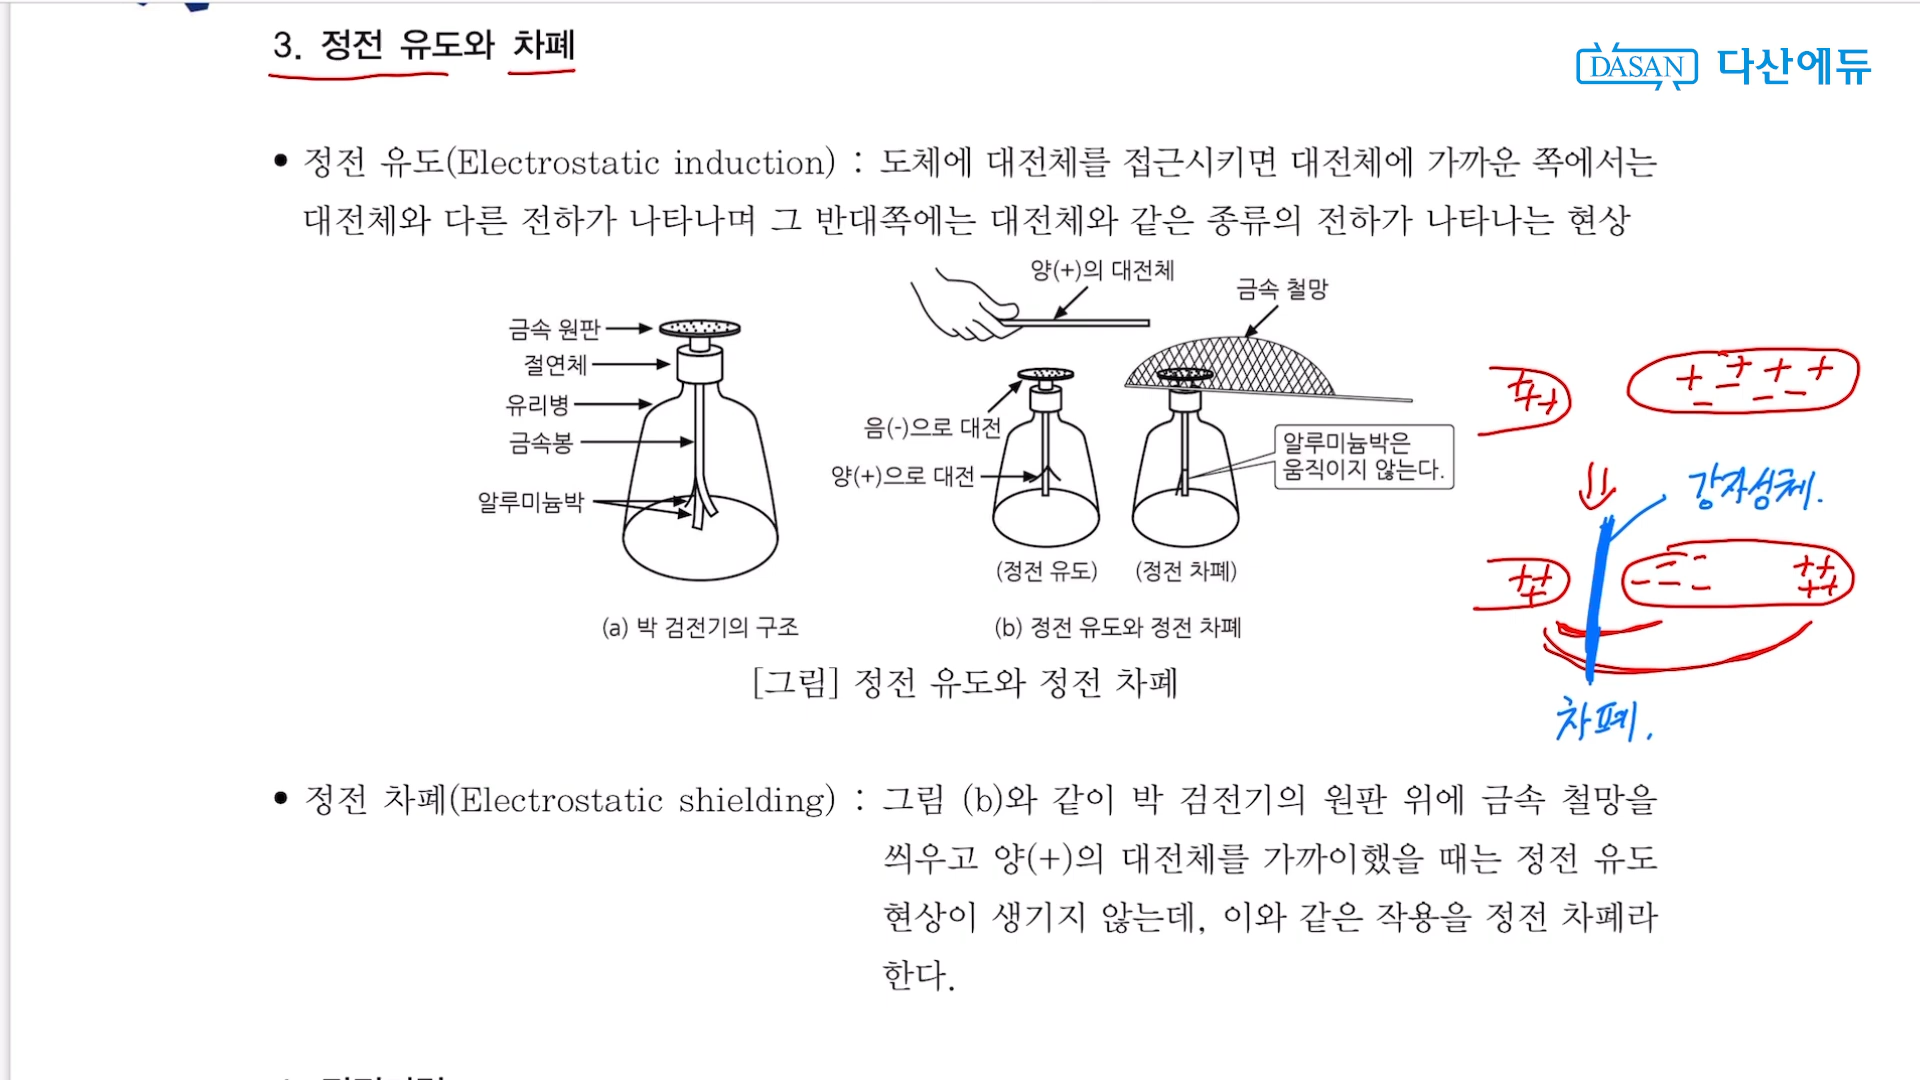 3. 정전 유도와 차폐
DASAN 다산에듀
• 정전 유도(Electrostatic induction) : 도체에 대전체를 접근시키면 대전체에 가까운 쪽에서는
대전체와 다른 전하가 나타나며 그 반대쪽에는 대전체와 같은 종류의 전하가 나타나는 현상
금속 원판
절연체
유리병
금속봉
알루미늄박
(a) 박 검전기의 구조
양(+)의 대전체
금속 철망
음(-)으로 대전
양(+)으로 대전
알루미늄박은
움직이지 않는다.
(정전 유도) (정전 차폐)
(b) 정전 유도와 정전 차폐
강자성체.
차폐.
[그림] 정전 유도와 정전 차폐
• 정전 차폐(Electrostatic shielding) : 그림 (b)와 같이 박 검전기의 원판 위에 금속 철망을
씌우고 양(+)의 대전체를 가까이했을 때는 정전 유도
현상이 생기지 않는데, 이와 같은 작용을 정전 차폐라
한다.